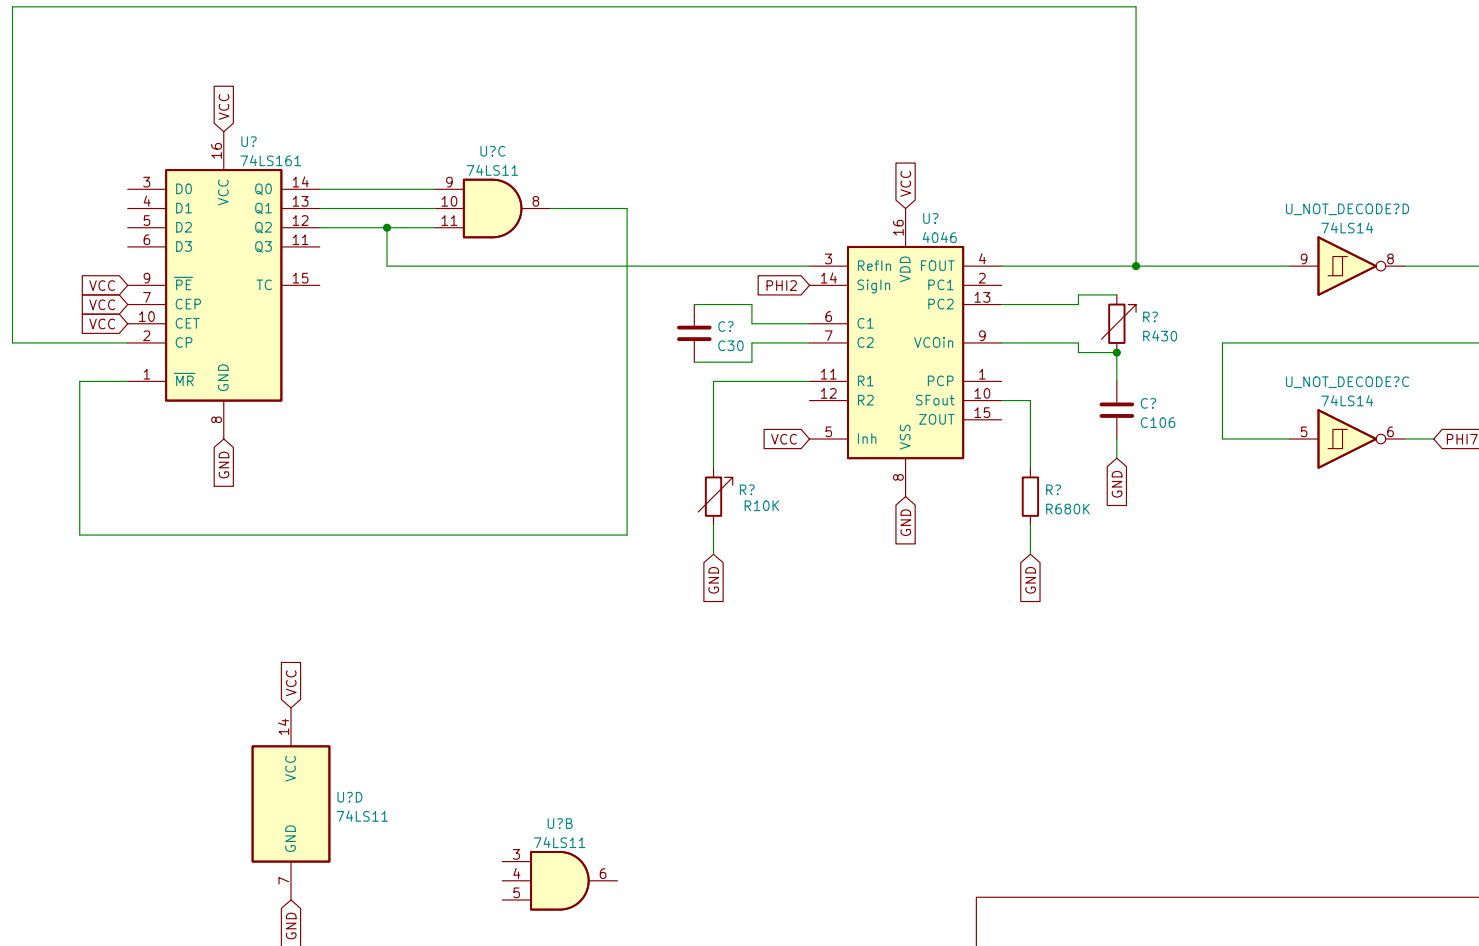 VCC
16
U?
74LS161
3 D0 VCC Q0 14
4 D1 Q1 13
5 D2 Q2 12
6 D3 Q3 11
VCC 9 PE TC 15
VCC 7 CEP
VCC 10 CET
2 CP
1 MR GND
8
GND
U?C
74LS11
9
10 8
11
VCC
16
U?
4046
3 RefIn VDD FOUT 4
PHI2 14 SigIn PC1 2
PC2 13
6 C1
7 C2 VCOin 9
11 R1 PCP 1
12 R2 SFout 10
ZOUT 15
VCC 5 Inh VSS
8
GND
C?
C30
R?
R10K
GND
R?
R430
C?
C106
GND
R?
R680K
GND
U_NOT_DECODE?D
74LS14
9 8
U_NOT_DECODE?C
74LS14
5 6 PHI7
VCC
14
VCC
U?D
74LS11
GND
7
GND
U?B
74LS11
3
4 6
5